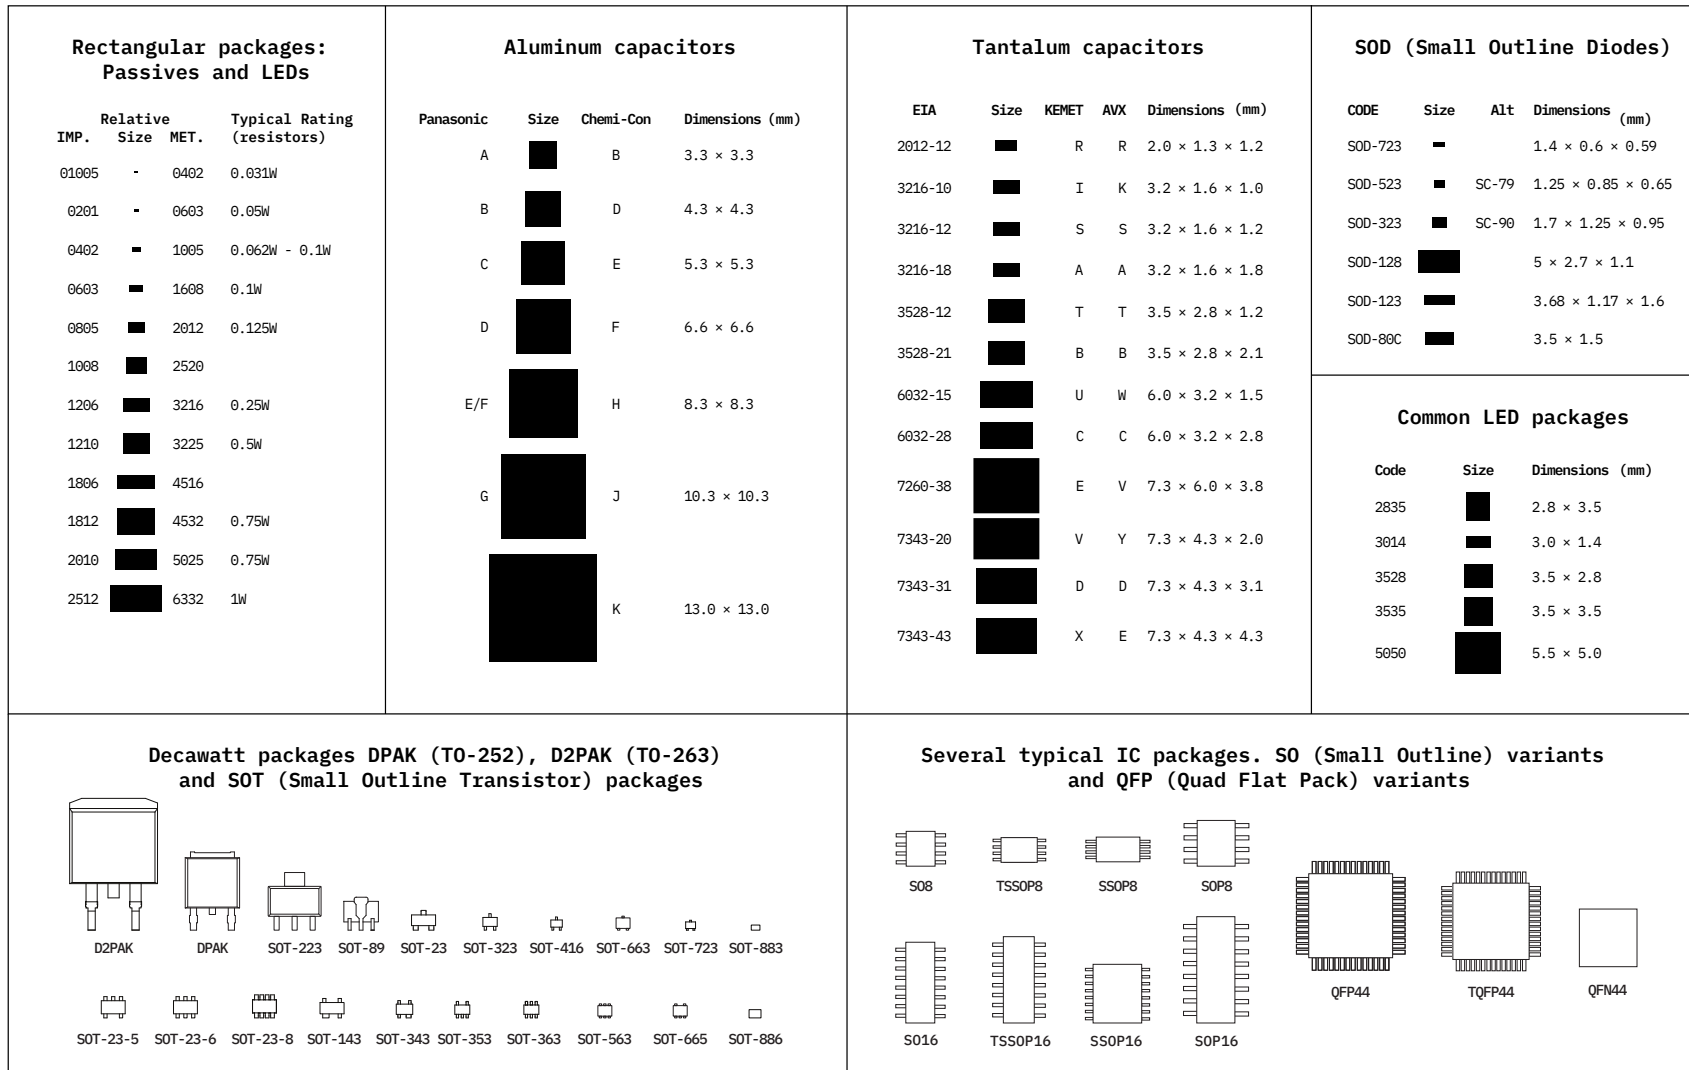 Rectangular packages:
Passives and LEDs
Relative Typical Rating
IMP. Size MET. (resistors)
01005 0402 0.031W
0201 0603 0.05W
0402 1005 0.062W - 0.1W
0603 1608 0.1W
0805 2012 0.125W
1008 2520
1206 3216 0.25W
1210 3225 0.5W
1806 4516
1812 4532 0.75W
2010 5025 0.75W
2512 6332 1W
Aluminum capacitors
Panasonic Size Chemi-Con Dimensions (mm)
A B 3.3 × 3.3
B D 4.3 × 4.3
C E 5.3 × 5.3
D F 6.6 × 6.6
E/F H 8.3 × 8.3
G J 10.3 × 10.3
K 13.0 × 13.0
Tantalum capacitors
EIA Size KEMET AVX Dimensions (mm)
2012-12 R R 2.0 × 1.3 × 1.2
3216-10 I K 3.2 × 1.6 × 1.0
3216-12 S S 3.2 × 1.6 × 1.2
3216-18 A A 3.2 × 1.6 × 1.8
3528-12 T T 3.5 × 2.8 × 1.2
3528-21 B B 3.5 × 2.8 × 2.1
6032-15 U W 6.0 × 3.2 × 1.5
6032-28 C C 6.0 × 3.2 × 2.8
7260-38 E V 7.3 × 6.0 × 3.8
7343-20 V Y 7.3 × 4.3 × 2.0
7343-31 D D 7.3 × 4.3 × 3.1
7343-43 X E 7.3 × 4.3 × 4.3
SOD (Small Outline Diodes)
CODE Size Alt Dimensions (mm)
SOD-723 1.4 × 0.6 × 0.59
SOD-523 SC-79 1.25 × 0.85 × 0.65
SOD-323 SC-90 1.7 × 1.25 × 0.95
SOD-128 5 × 2.7 × 1.1
SOD-123 3.68 × 1.17 × 1.6
SOD-80C 3.5 × 1.5
Common LED packages
Code Size Dimensions (mm)
2835 2.8 × 3.5
3014 3.0 × 1.4
3528 3.5 × 2.8
3535 3.5 × 3.5
5050 5.5 × 5.0
Decawatt packages DPAK (TO-252), D2PAK (TO-263)
and SOT (Small Outline Transistor) packages
D2PAK DPAK SOT-223 SOT-89 SOT-23 SOT-323 SOT-416 SOT-663 SOT-723 SOT-883
SOT-23-5 SOT-23-6 SOT-23-8 SOT-143 SOT-343 SOT-353 SOT-363 SOT-563 SOT-665 SOT-886
Several typical IC packages. SO (Small Outline) variants
and QFP (Quad Flat Pack) variants
SO8 TSSOP8 SSOP8 SOP8
QFP44 TQFP44 QFN44
SO16 TSSOP16 SSOP16 SOP16